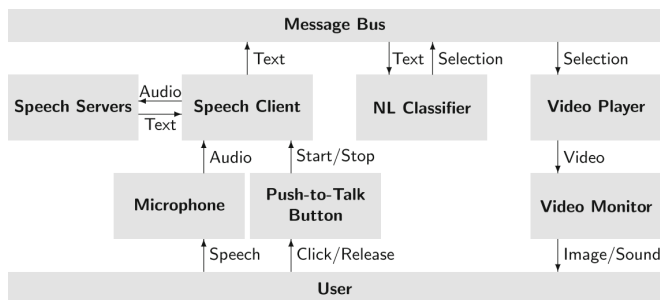 Message Bus
Text
Text
Selection
Selection
Speech Servers
Audio
Text
Speech Client
NL Classifier
Video Player
Audio
Start/Stop
Video
Microphone
Push-to-Talk
Button
Video Monitor
Speech
Click/Release
Image/Sound
User